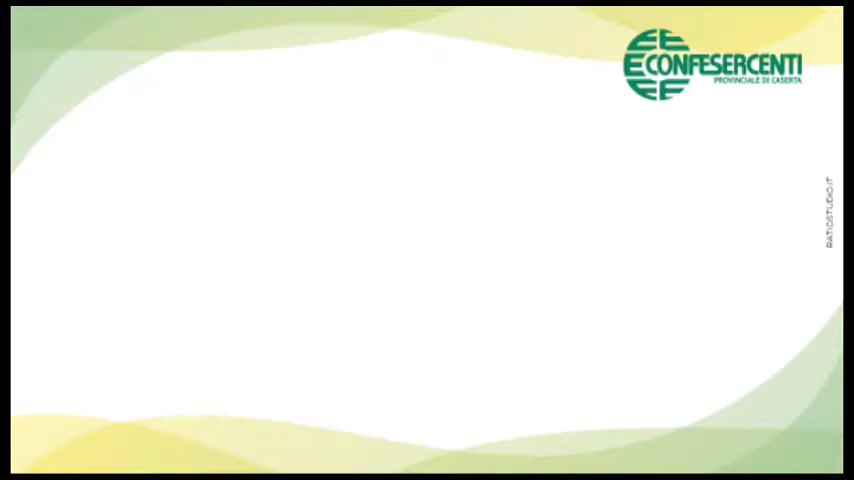 CONFESERCENTI
PROVINCIALE DI CASERTA
RATIOSTUDIO.IT